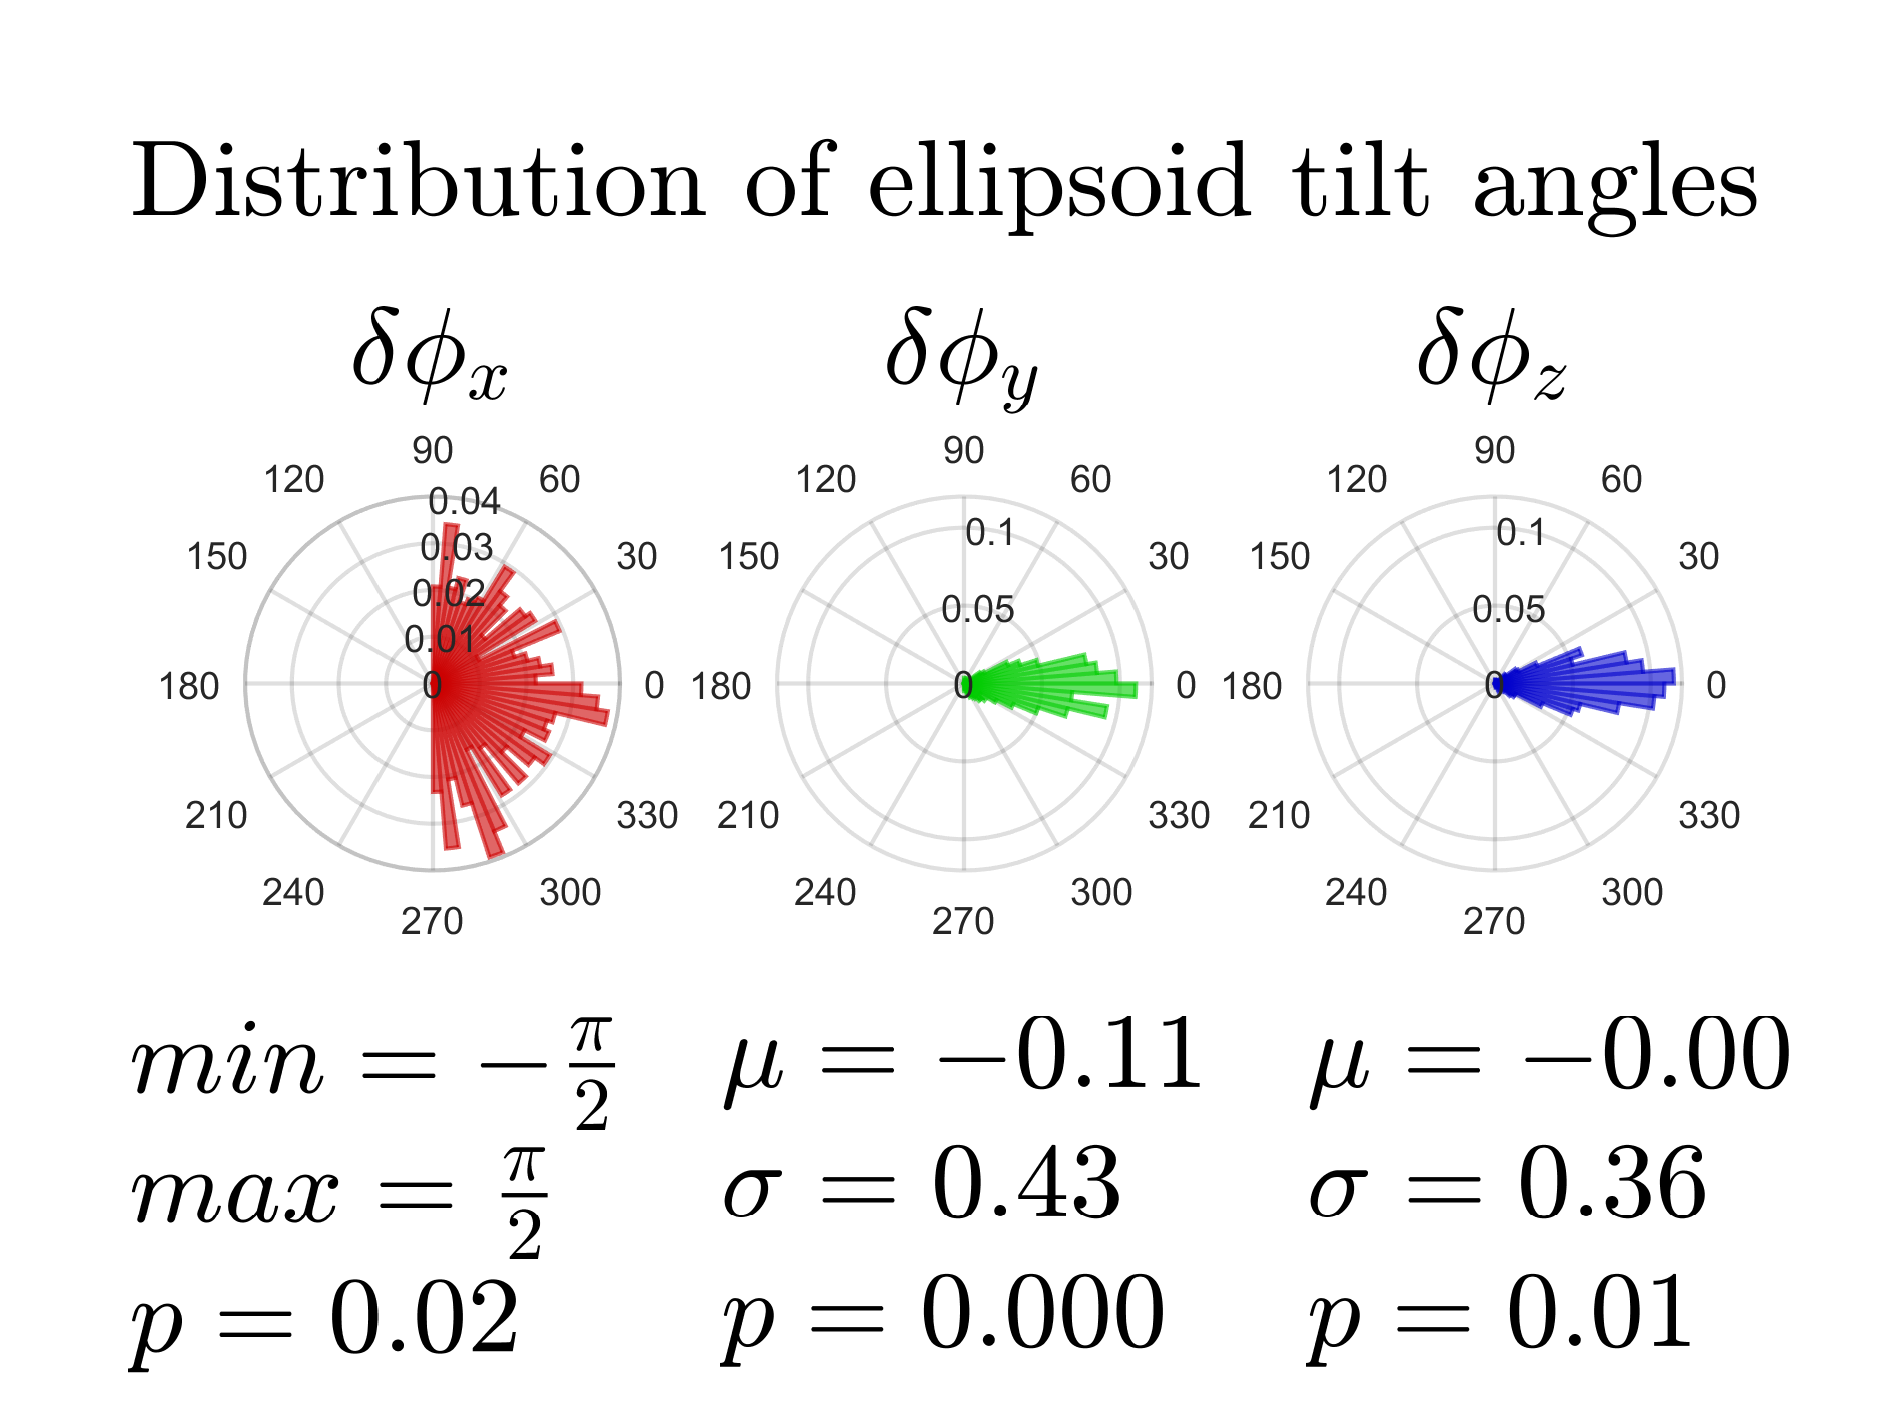 Distribution of ellipsoid tilt angles
δϕx δϕy δϕz
90 90 90
120 60 120 60 120 60
0.04
0.1 0.1
150 0.03 30 150 30 150 30
0.02
0.05 0.05
0.01
180 0 0 180 0 0 180 0 0
210 330 210 330 210 330
240 300 240 300 240 300
270 270 270
min = −π/2 μ = −0.11 μ = −0.00
max = π/2 σ = 0.43 σ = 0.36
p = 0.02 p = 0.000 p = 0.01